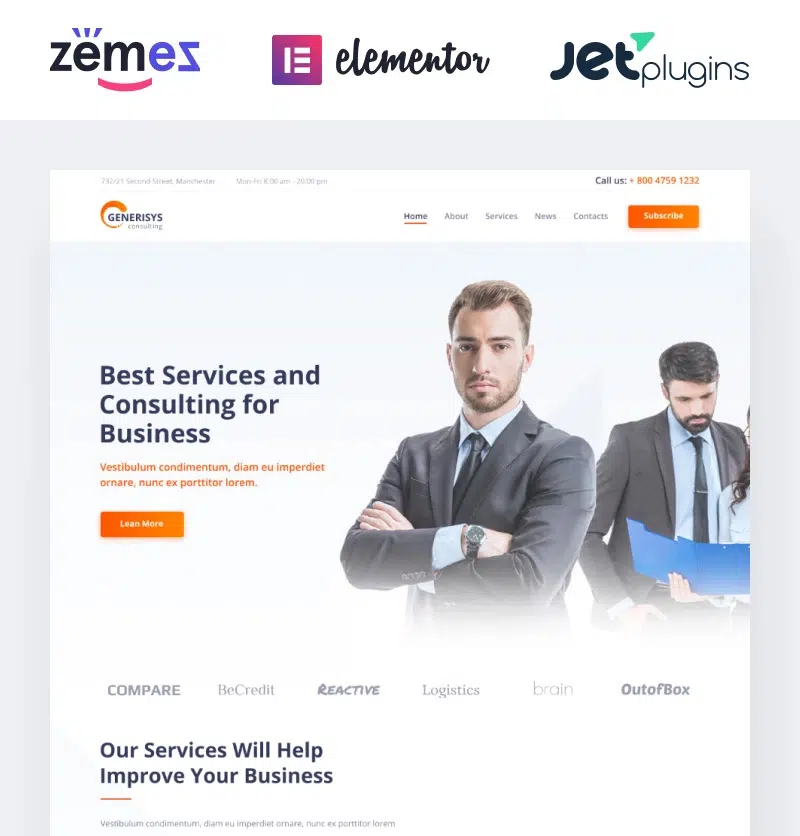 zemez
elementor
JetPlugins
732/21 Second Street, Manchester
Mon-Fri 8:00 am - 20:00 pm
Call us: + 800 4759 1232
GENERISYS
consulting
Home
About
Services
News
Contacts
Subscribe
Best Services and
Consulting for
Business
Vestibulum condimentum, diam eu imperdiet
ornare, nunc ex porttitor lorem.
Lean More
COMPARE
BeCredit
REACTIVE
Logistics
brain
OutofBox
Our Services Will Help
Improve Your Business
Vestibulum condimentum, diam eu imperdiet ornare, nunc ex porttitor lorem